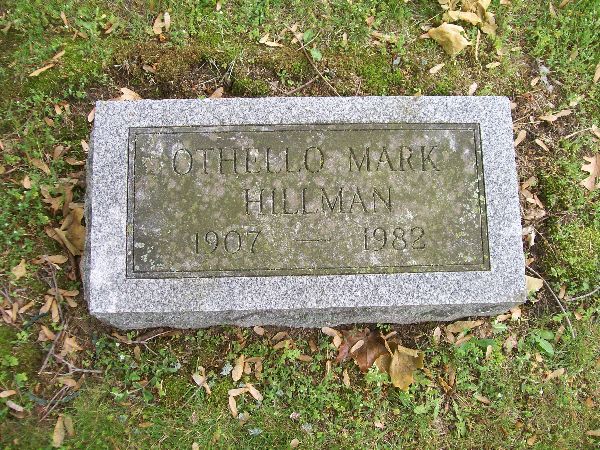 OTHELLO MARK
HILLMAN
1907 — 1982